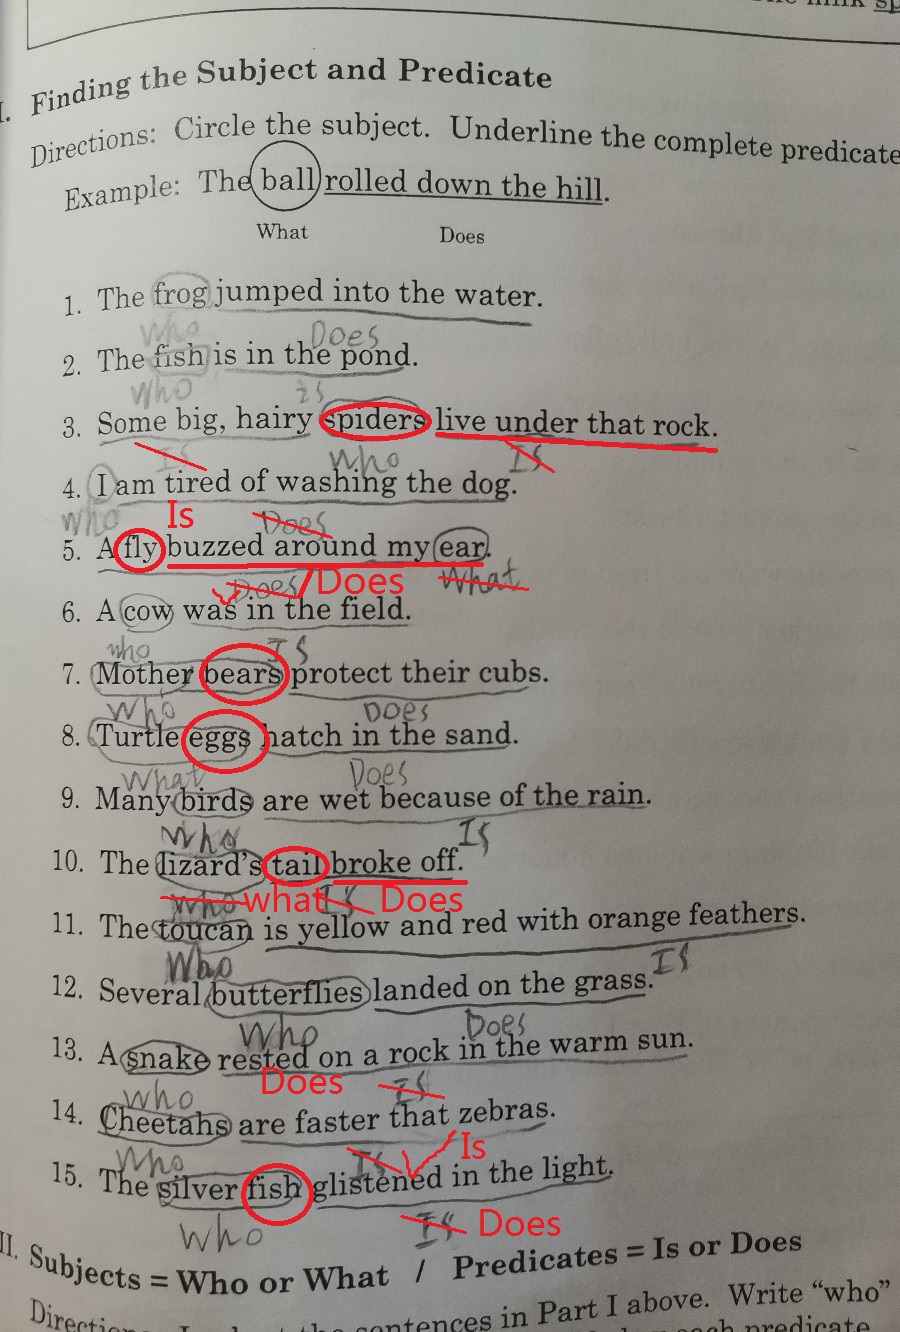 I. Finding the Subject and Predicate
Directions: Circle the subject. Underline the complete predicate
Example: The ball rolled down the hill.
What Does
1. The frog jumped into the water.
Who Does
2. The fish is in the pond.
Who is
3. Some big, hairy spiders live under that rock.
Is Who Is
4. I am tired of washing the dog.
Who Is Does
5. A fly buzzed around my ear.
Does Does What
6. A cow was in the field.
who Is
7. Mother bears protect their cubs.
Who Does
8. Turtle eggs hatch in the sand.
What Does
9. Many birds are wet because of the rain.
Who Is
10. The lizard's tail broke off.
Who what Is Does
11. The toucan is yellow and red with orange feathers.
Who Is
12. Several butterflies landed on the grass.
Who Does
13. A snake rested on a rock in the warm sun.
Does Is
Who
14. Cheetahs are faster that zebras.
Who Is Is
15. The silver fish glistened in the light.
Who Is Does
II. Subjects = Who or What / Predicates = Is or Does
sentences in Part I above. Write "who"
predicate